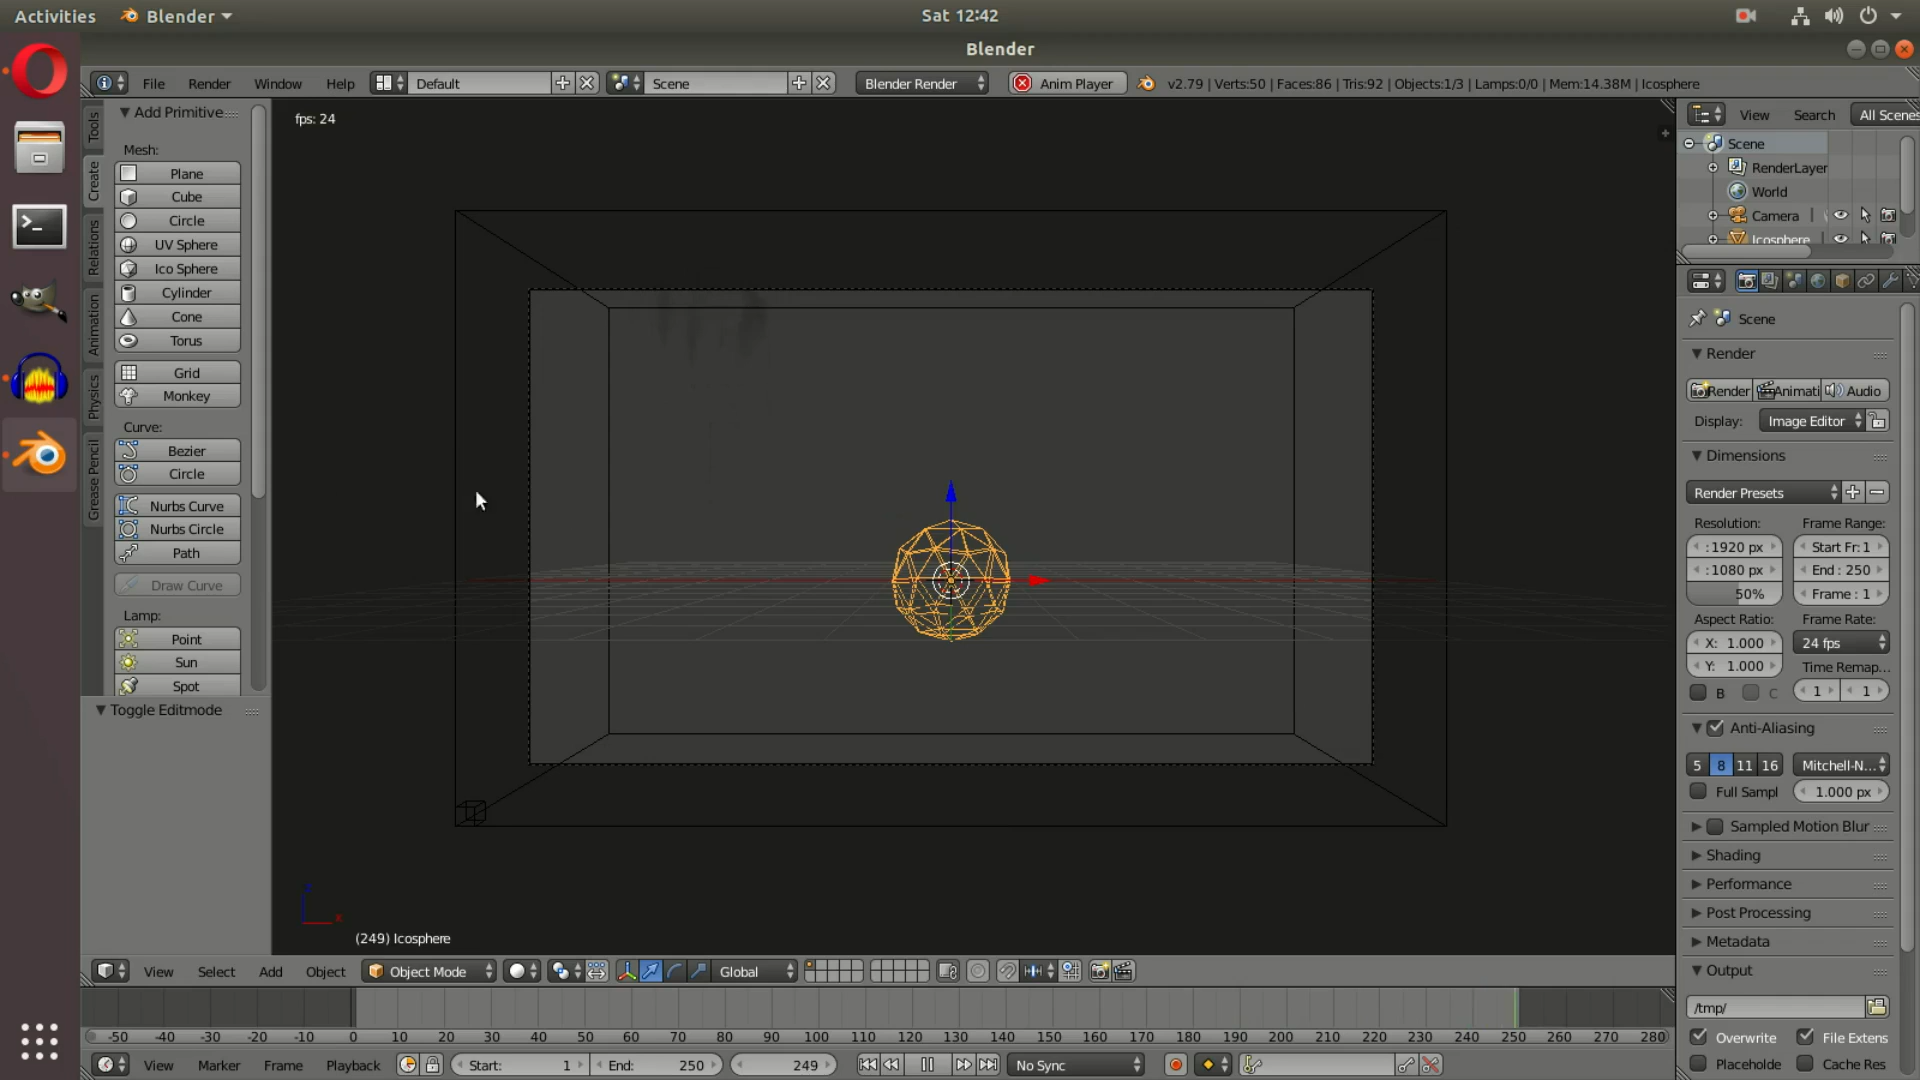 Activities Blender Sat 12:42
Blender
File Render Window Help Default Scene Blender Render Anim Player v2.79 | Verts:50 | Faces:86 | Tris:92 | Objects:1/3 | Lamps:0/0 | Mem:14.38M | Icosphere
Tools
Create
Relations
Animation
Physics
Grease Pencil
Add Primitive
Mesh:
Plane
Cube
Circle
UV Sphere
Ico Sphere
Cylinder
Cone
Torus
Grid
Monkey
Curve:
Bezier
Circle
Nurbs Curve
Nurbs Circle
Path
Draw Curve
Lamp:
Point
Sun
Spot
Toggle Editmode
fps: 24
z
x
(249) Icosphere
View Search All Scenes
Scene
RenderLayer
World
Camera
Icosphere
Scene
Render
Render Animati Audio
Display: Image Editor
Dimensions
Render Presets
Resolution: Frame Range:
:1920 px Start Fr: 1
:1080 px End : 250
50% Frame : 1
Aspect Ratio: Frame Rate:
X: 1.000 24 fps
Y: 1.000 Time Remap...
B C 1 1
Anti-Aliasing
5 8 11 16 Mitchell-N...
Full Sampl 1.000 px
Sampled Motion Blur
Shading
Performance
Post Processing
Metadata
Output
/tmp/
Overwrite File Extens
Placeholde Cache Res
View Select Add Object Object Mode Global
-50 -40 -30 -20 -10 0 10 20 30 40 50 60 70 80 90 100 110 120 130 140 150 160 170 180 190 200 210 220 230 240 250 260 270 280
View Marker Frame Playback Start: 1 End: 250 249 No Sync